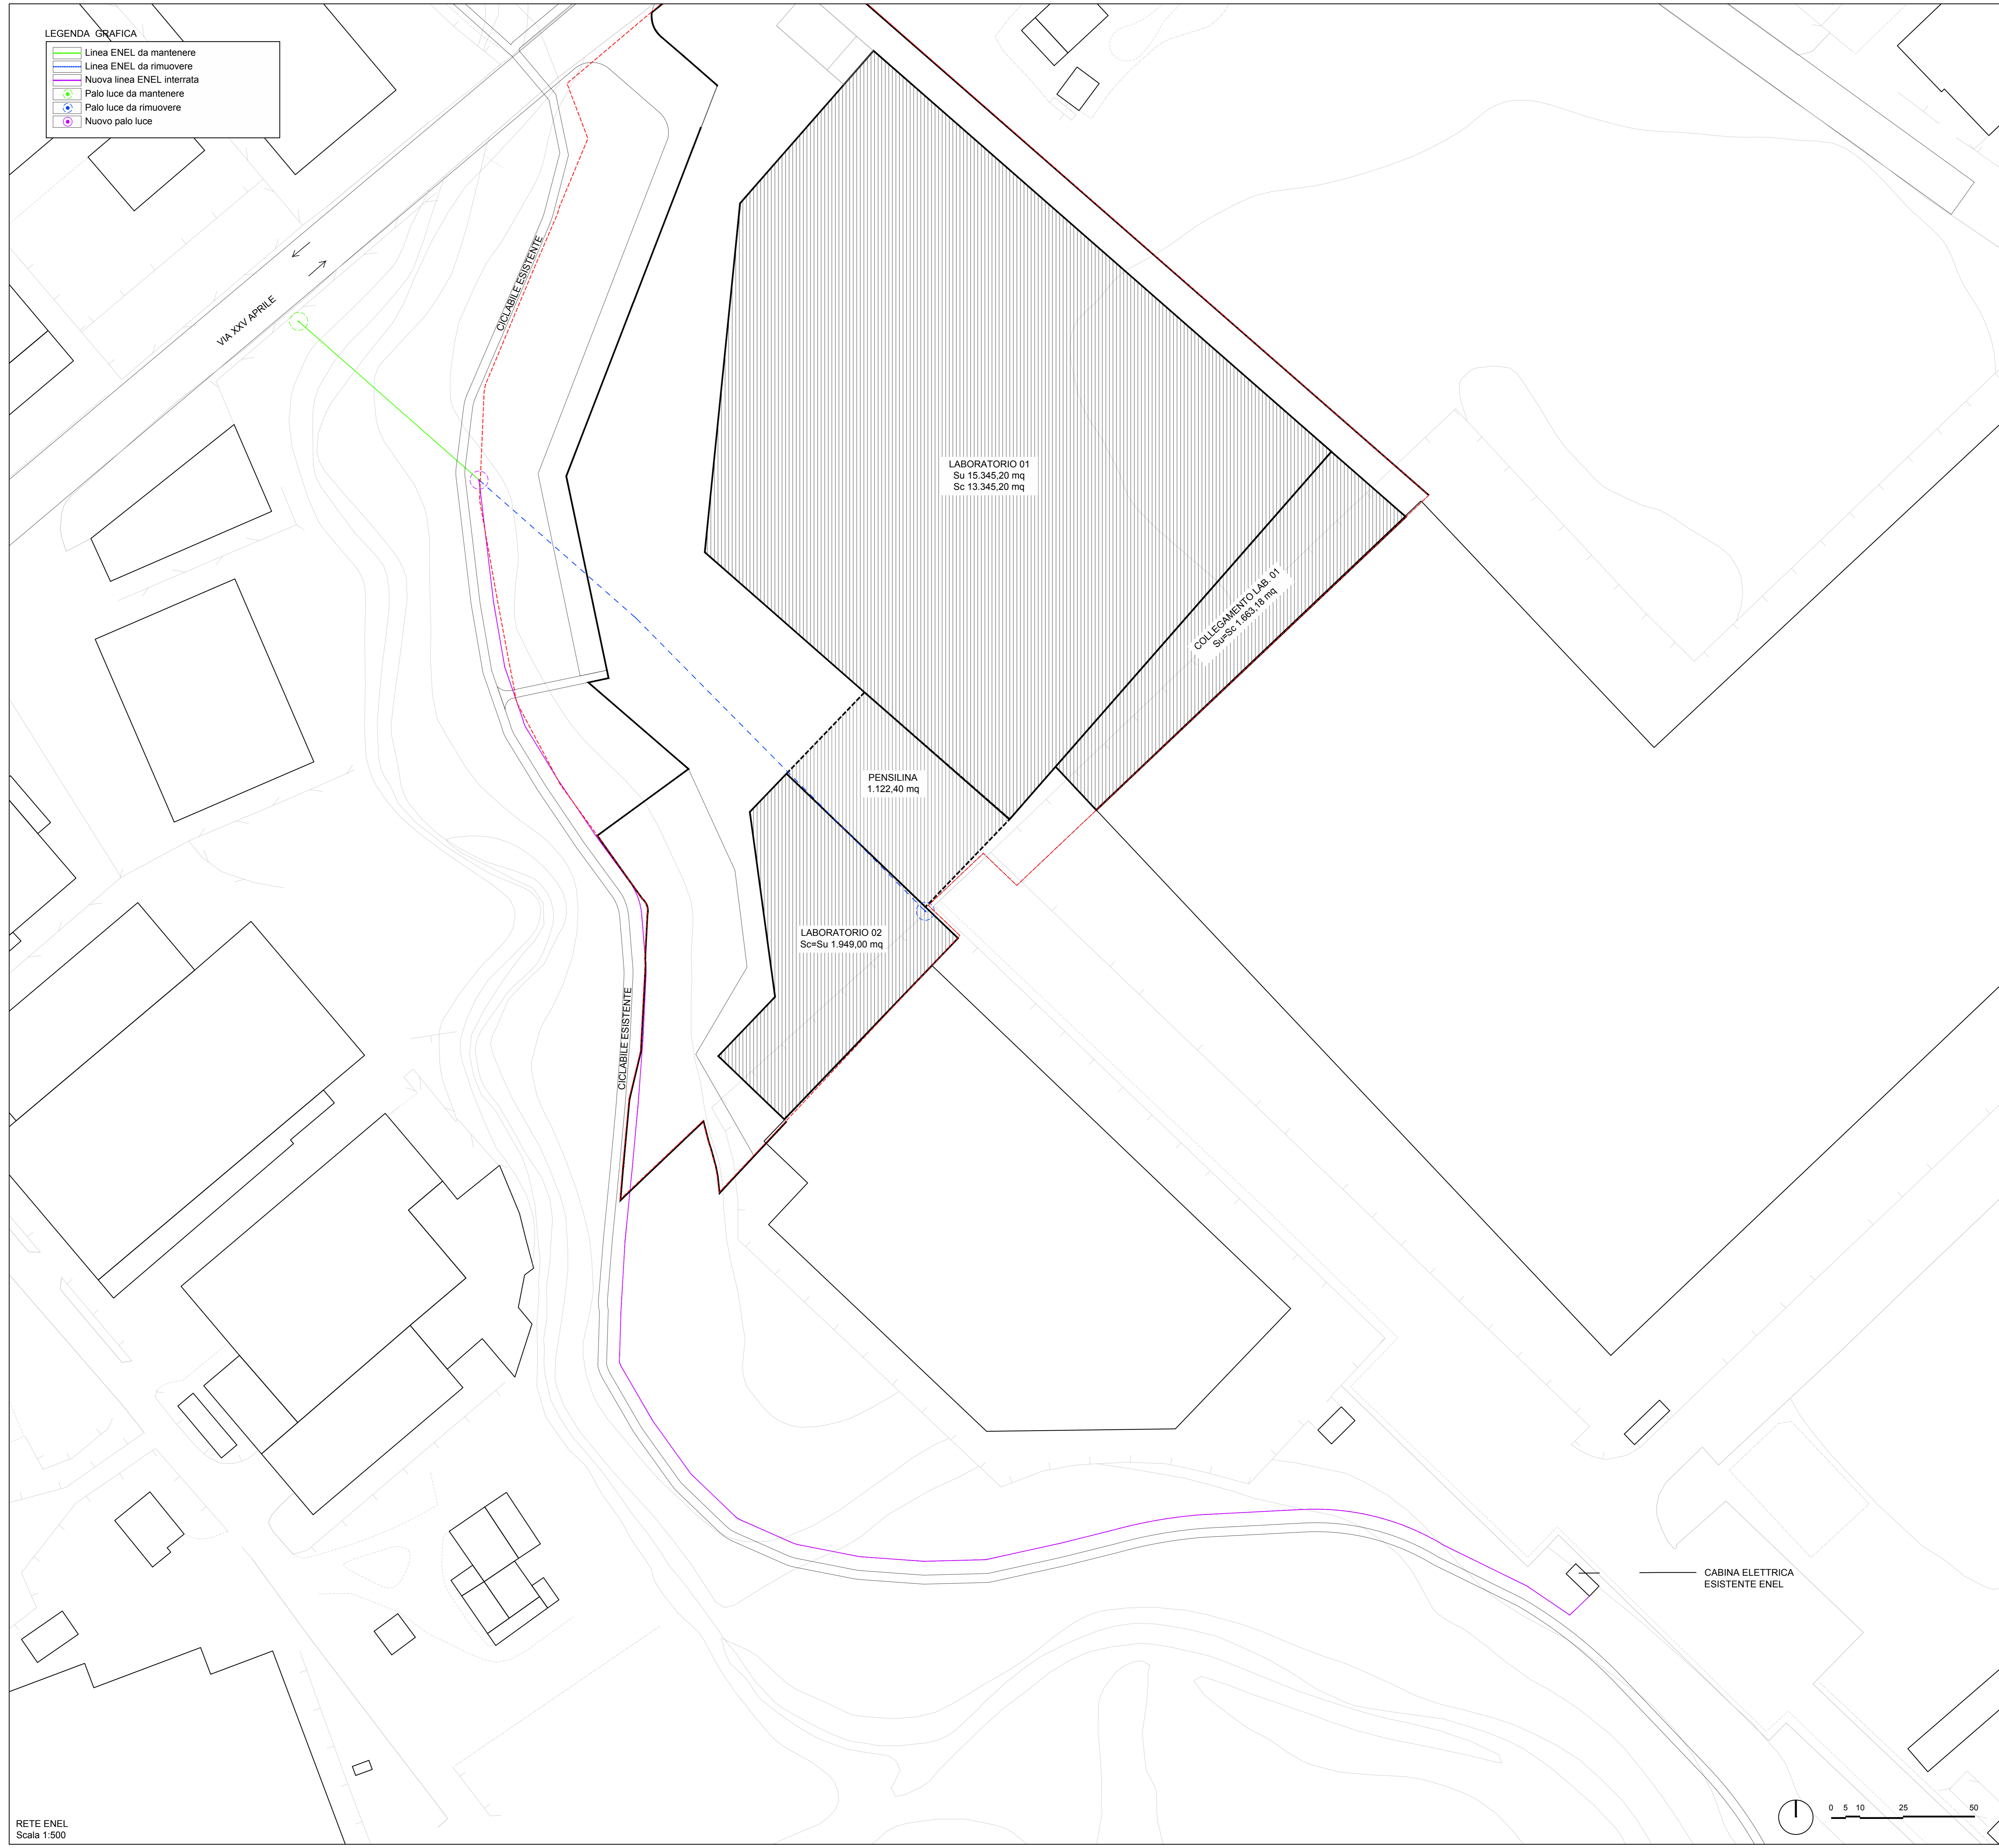 LEGENDA GRAFICA
Linea ENEL da mantenere
Linea ENEL da rimuovere
Nuova linea ENEL interrata
Palo luce da mantenere
Palo luce da rimuovere
Nuovo palo luce
VIA XXV APRILE
CICLABILE ESISTENTE
LABORATORIO 01
Su 15.345,20 mq
Sc 13.345,20 mq
COLLEGAMENTO LAB. 01
Su=Sc 1.663,18 mq
PENSILINA
1.122,40 mq
LABORATORIO 02
Sc=Su 1.949,00 mq
CICLABILE ESISTENTE
CABINA ELETTRICA
ESISTENTE ENEL
0 5 10 25 50
RETE ENEL
Scala 1:500